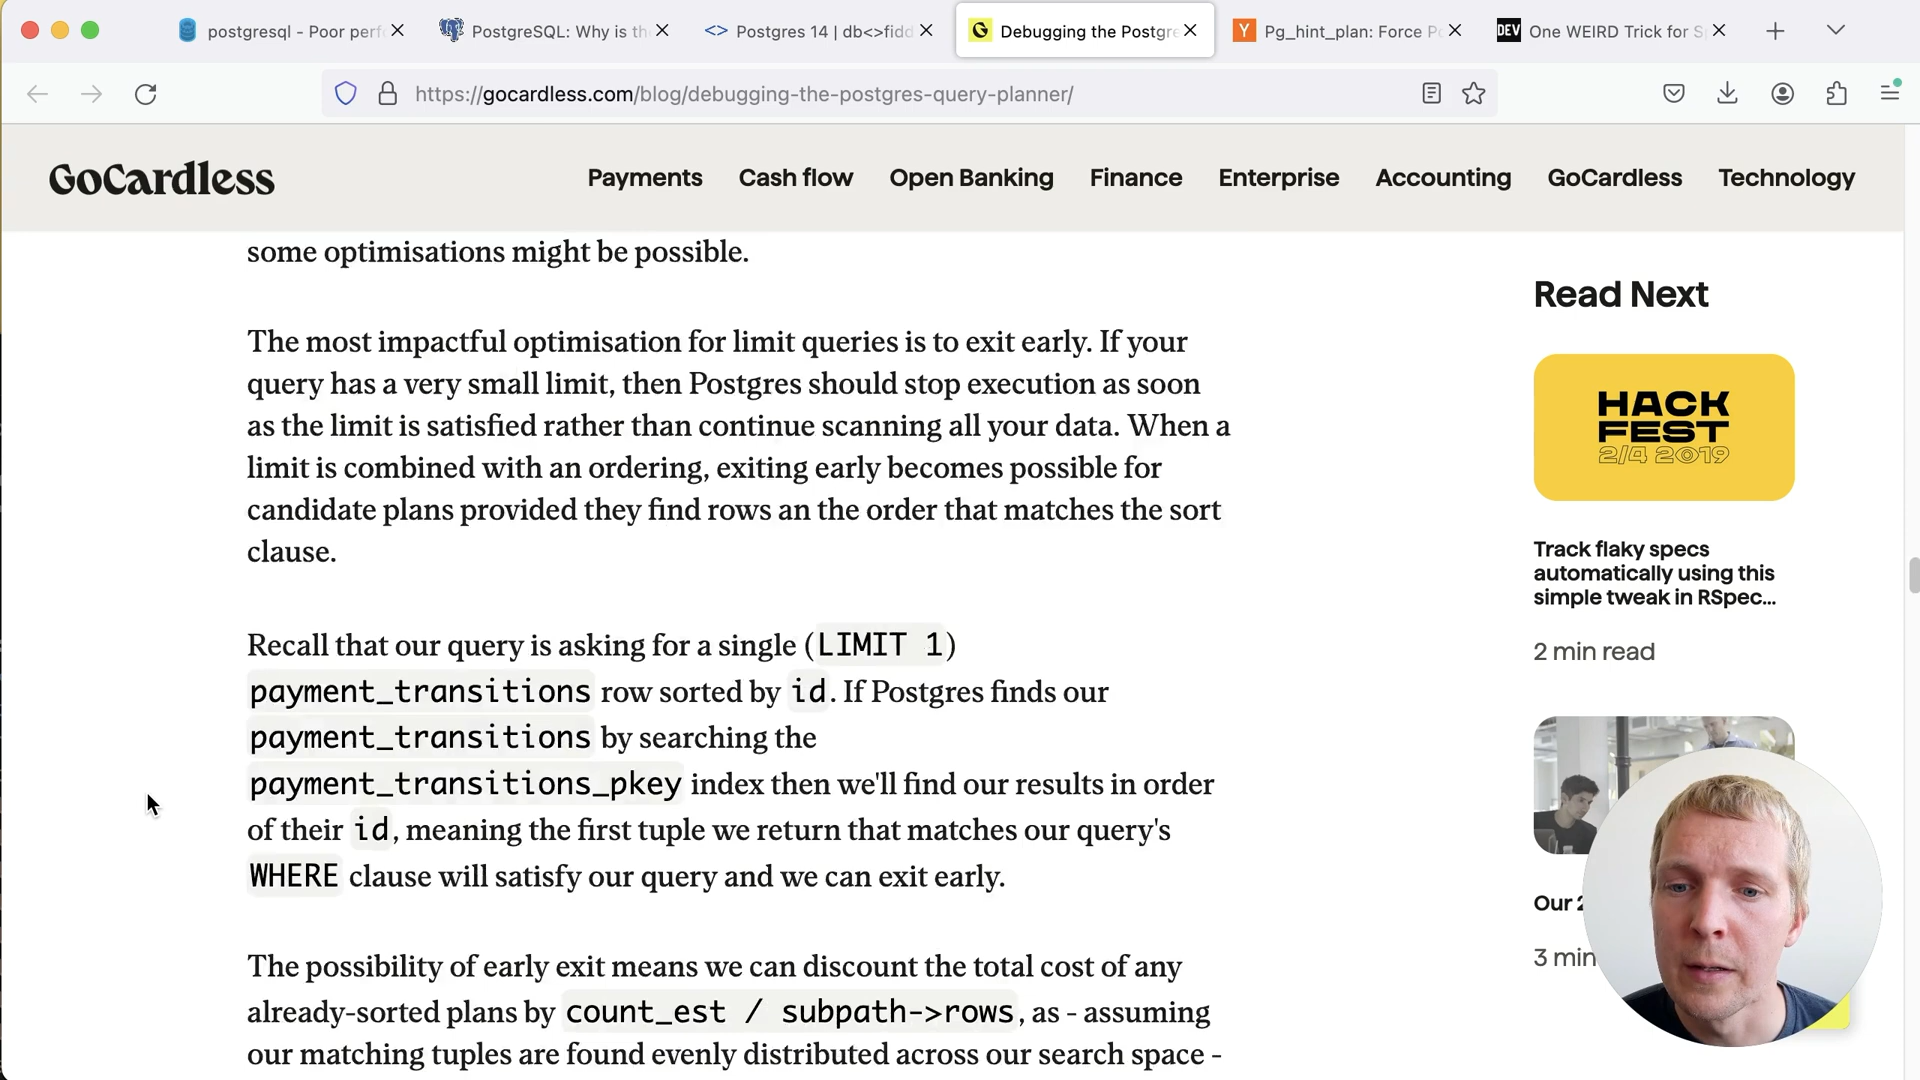 postgresql - Poor perf
PostgreSQL: Why is th
<> Postgres 14 | db<>fidd
Debugging the Postgre
Y Pg_hint_plan: Force P
DEV One WEIRD Trick for S
https://gocardless.com/blog/debugging-the-postgres-query-planner/
GoCardless
Payments Cash flow Open Banking Finance Enterprise Accounting GoCardless Technology
some optimisations might be possible.
The most impactful optimisation for limit queries is to exit early. If your
query has a very small limit, then Postgres should stop execution as soon
as the limit is satisfied rather than continue scanning all your data. When a
limit is combined with an ordering, exiting early becomes possible for
candidate plans provided they find rows an the order that matches the sort
clause.
Recall that our query is asking for a single (LIMIT 1)
payment_transitions row sorted by id. If Postgres finds our
payment_transitions by searching the
payment_transitions_pkey index then we'll find our results in order
of their id, meaning the first tuple we return that matches our query's
WHERE clause will satisfy our query and we can exit early.
The possibility of early exit means we can discount the total cost of any
already-sorted plans by count_est / subpath->rows, as - assuming
our matching tuples are found evenly distributed across our search space -
Read Next
HACK
FEST
2/4 2019
Track flaky specs
automatically using this
simple tweak in RSpec...
2 min read
Our 2
3 min